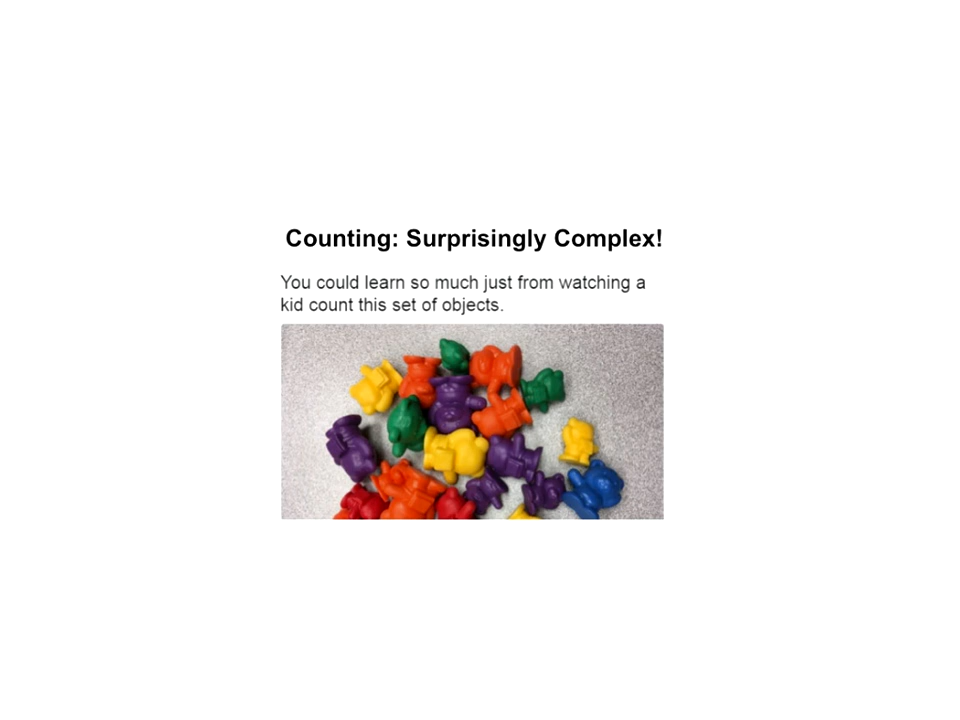 Counting: Surprisingly Complex!
You could learn so much just from watching a
kid count this set of objects.